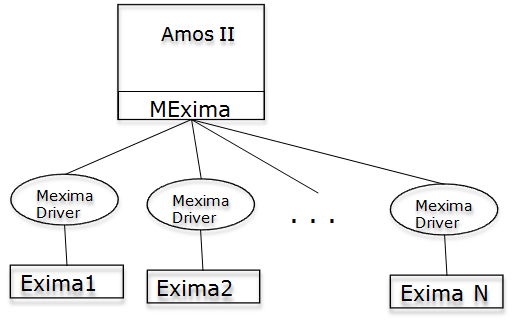 Amos II
MExima
Mexima
Driver
Mexima
Driver
. . .
Mexima
Driver
Exima1
Exima2
Exima N